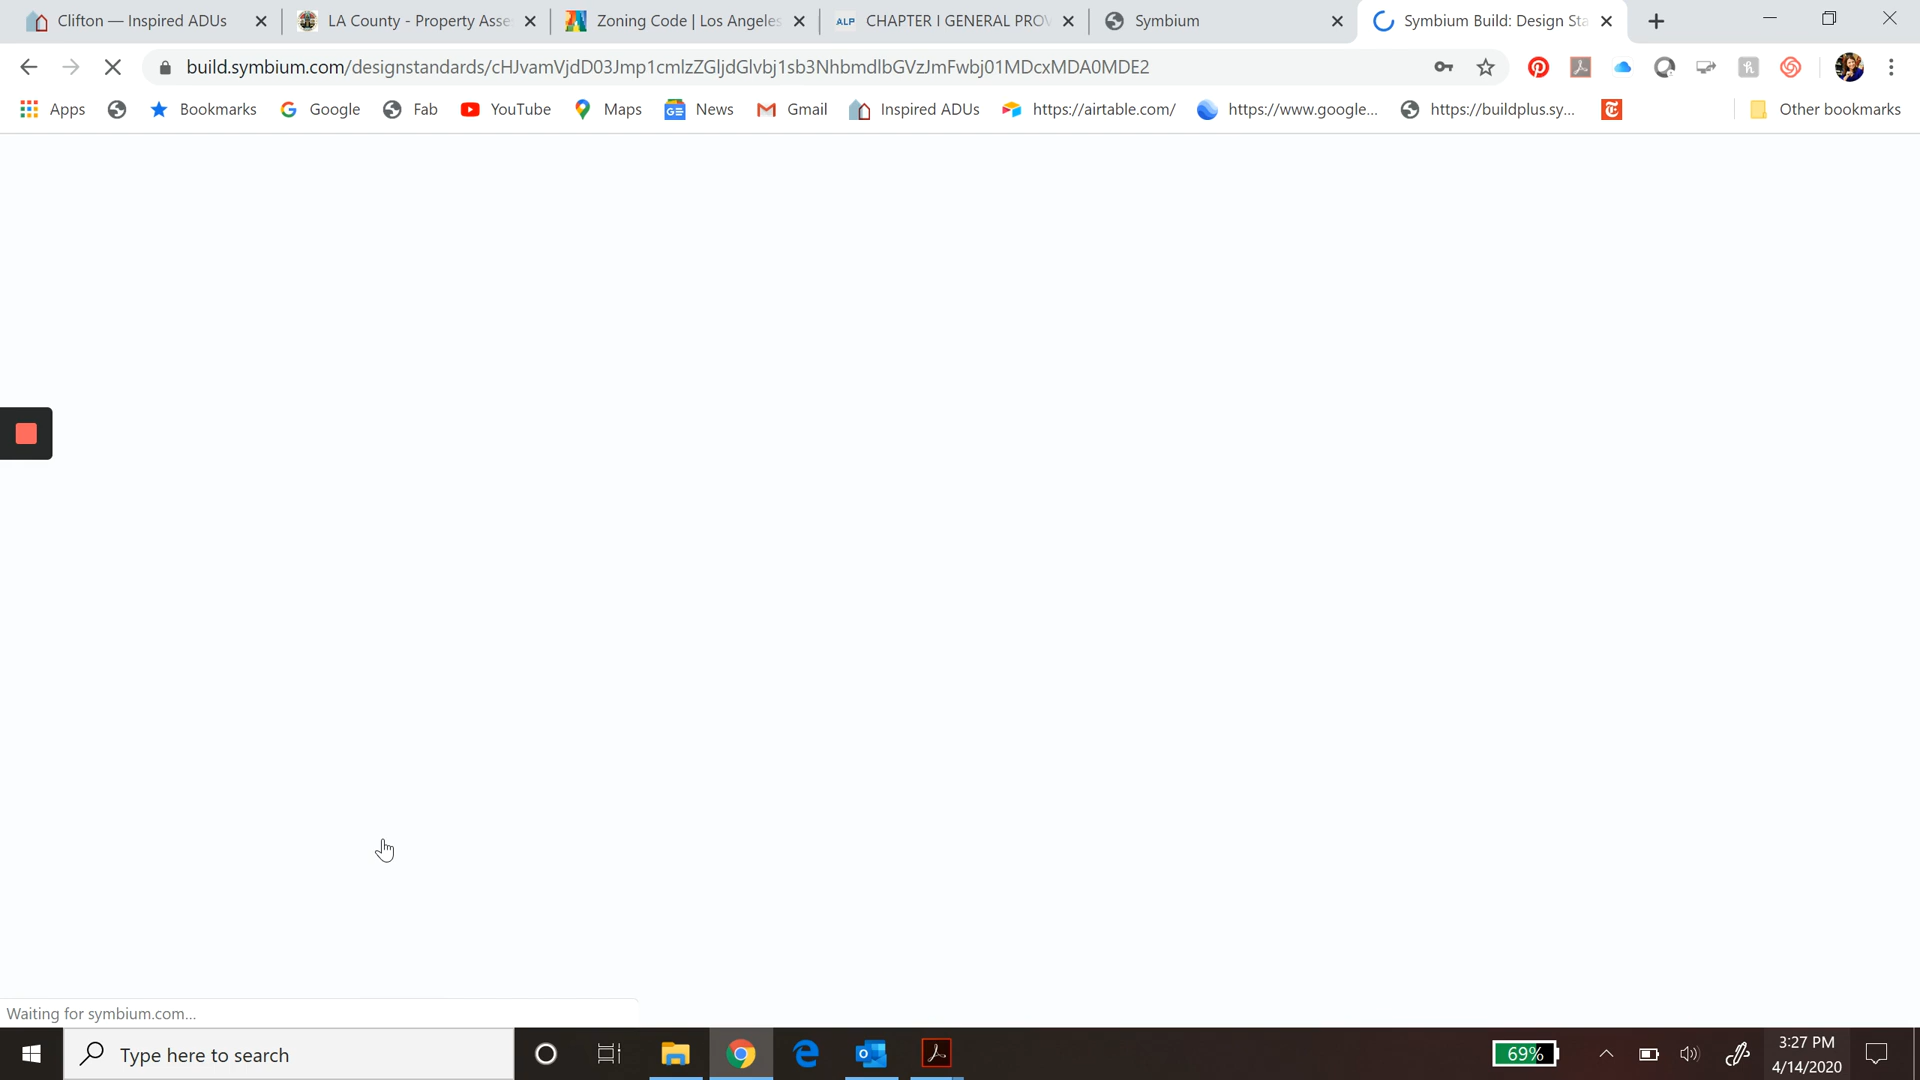 Clifton — Inspired ADUs
LA County - Property Asse
Zoning Code | Los Angeles
ALP CHAPTER I GENERAL PROV
Symbium
Symbium Build: Design Sta
build.symbium.com/designstandards/cHJvamVjdD03Jmp1cmlzZGljdGlvbj1sb3NhbmdlbGVzJmFwbj01MDcxMDA0MDE2
Apps
Bookmarks
Google
Fab
YouTube
Maps
News
Gmail
Inspired ADUs
https://airtable.com/
https://www.google...
https://buildplus.sy...
Other bookmarks
Waiting for symbium.com...
Type here to search
69%
3:27 PM
4/14/2020